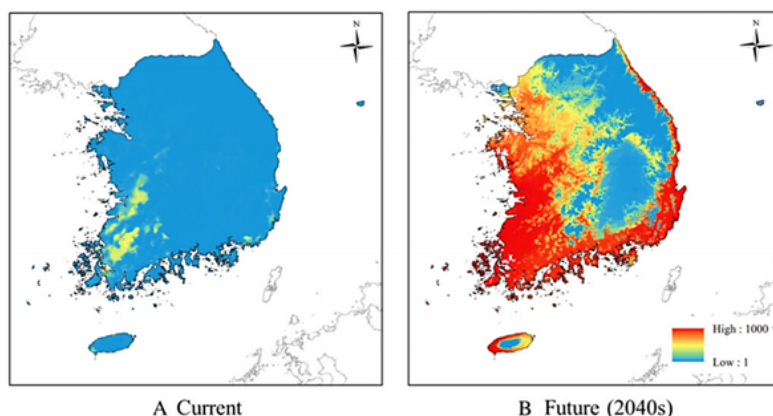 N
N
High : 1000
Low : 1
A Current
B Future (2040s)